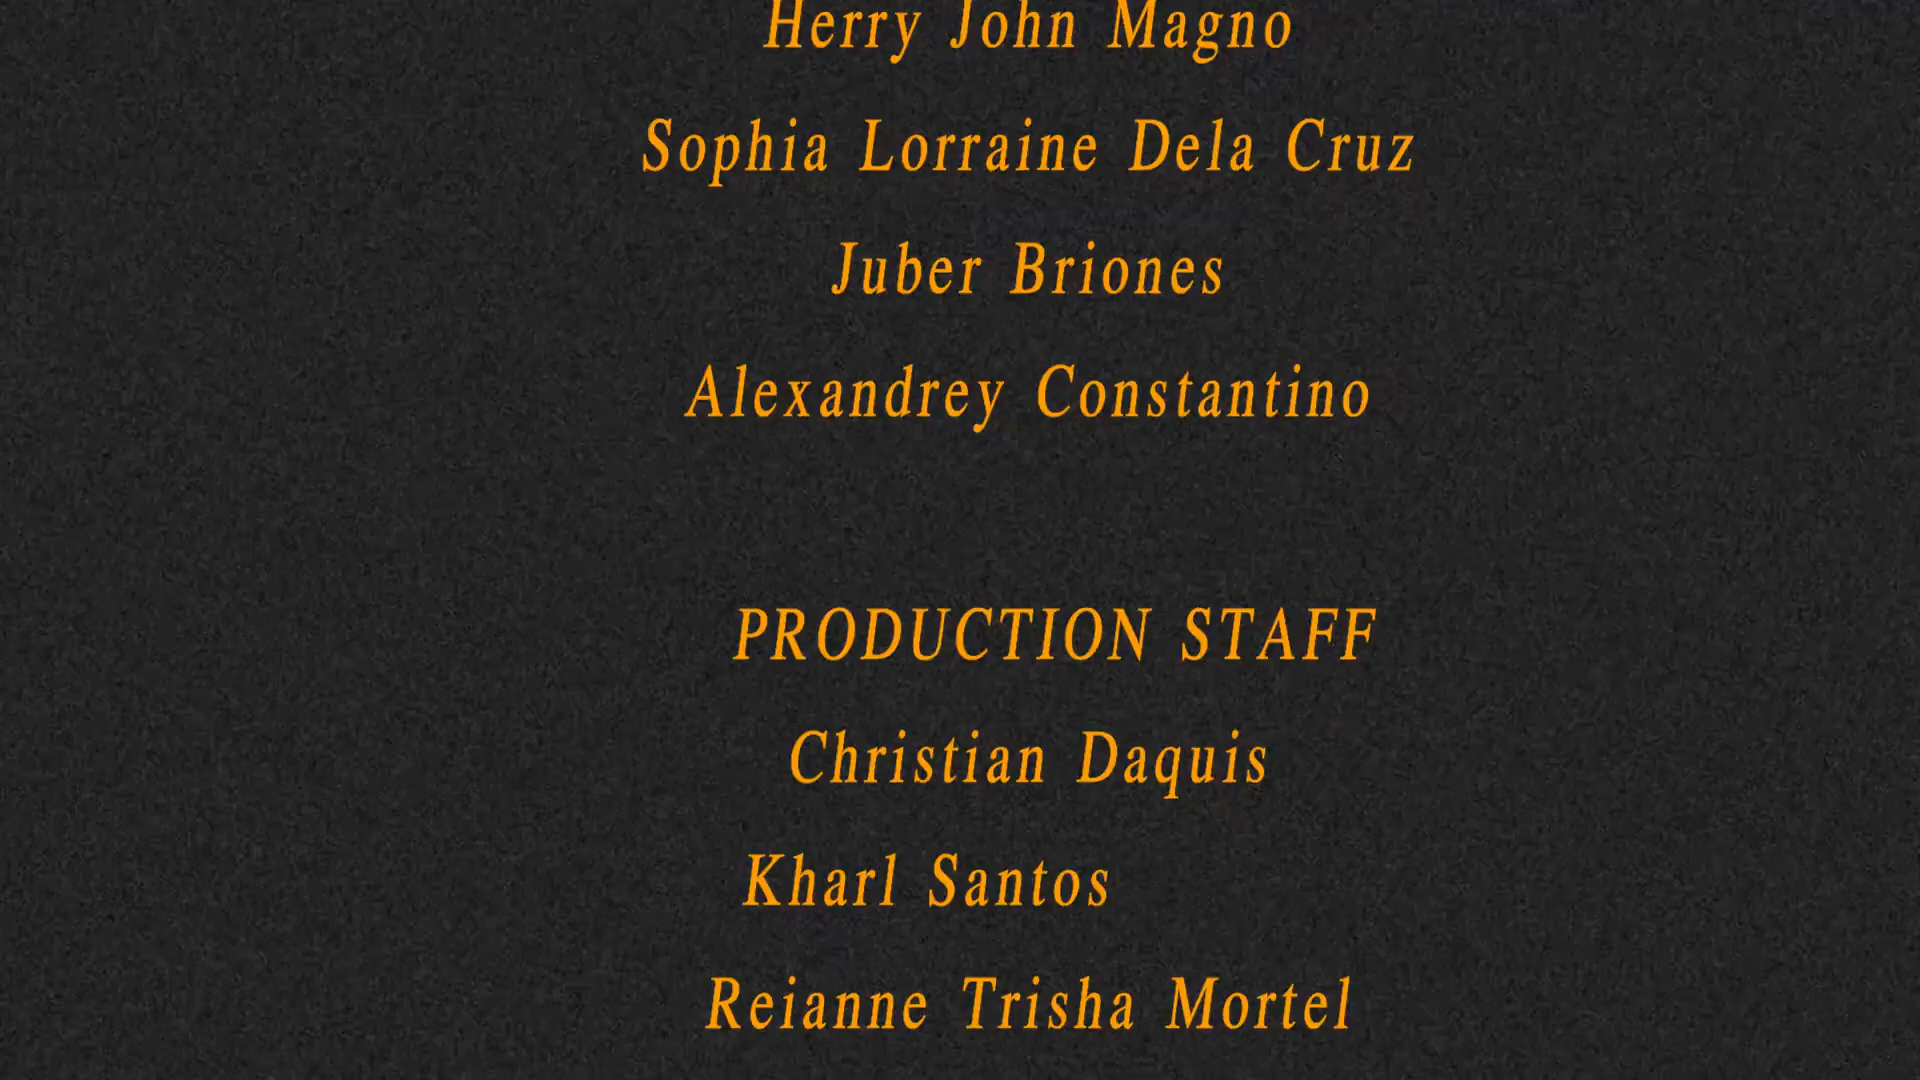 Herry John Magno
Sophia Lorraine Dela Cruz
Juber Briones
Alexandrey Constantino
PRODUCTION STAFF
Christian Daquis
Kharl Santos
Reianne Trisha Mortel